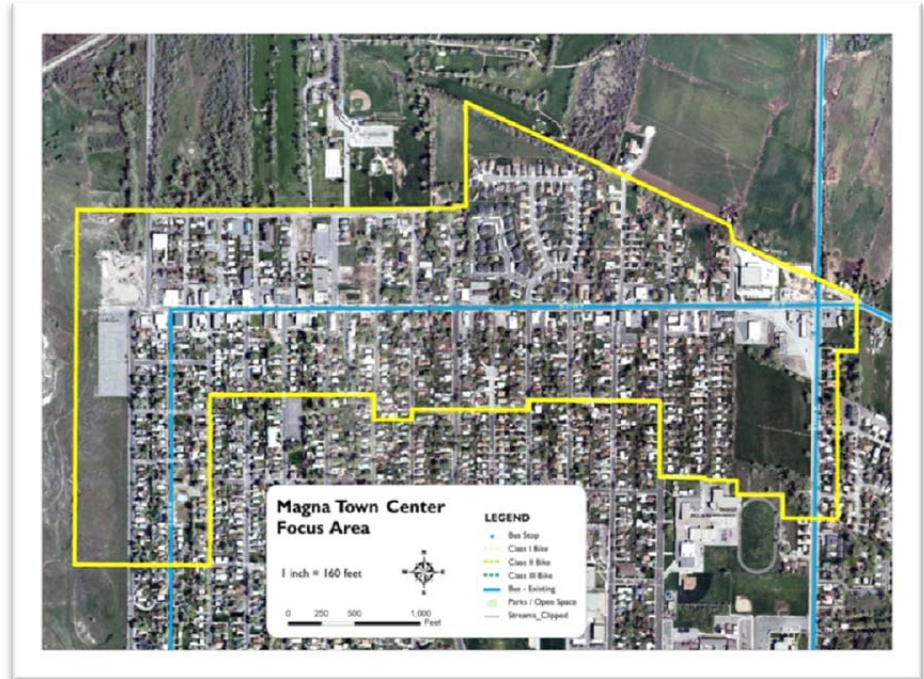 Magna Town Center
Focus Area
1 inch = 160 feet
N
W
E
S
0 250 500 1,000
Feet
LEGEND
Bus Stop
Class I Bike
Class II Bike
Class III Bike
Bus - Existing
Parks / Open Space
Streams_Clipped